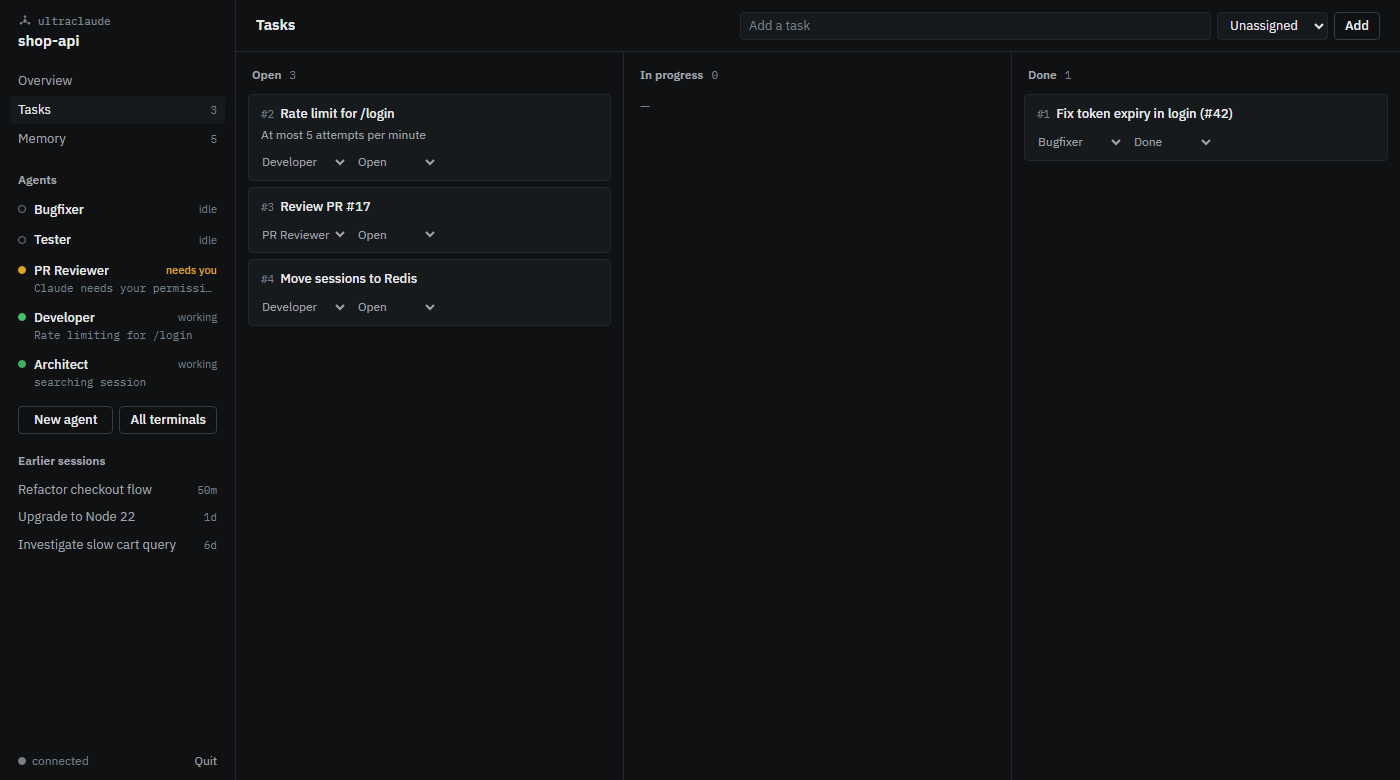 ultraclaude
shop-api
Overview
Tasks 3
Memory 5
Agents
Bugfixer idle
Tester idle
PR Reviewer needs you
Claude needs your permissi…
Developer working
Rate limiting for /login
Architect working
searching session
New agent All terminals
Earlier sessions
Refactor checkout flow 50m
Upgrade to Node 22 1d
Investigate slow cart query 6d
connected Quit
Tasks
Add a task Unassigned Add
Open 3
#2 Rate limit for /login
At most 5 attempts per minute
Developer Open
#3 Review PR #17
PR Reviewer Open
#4 Move sessions to Redis
Developer Open
In progress 0
—
Done 1
#1 Fix token expiry in login (#42)
Bugfixer Done